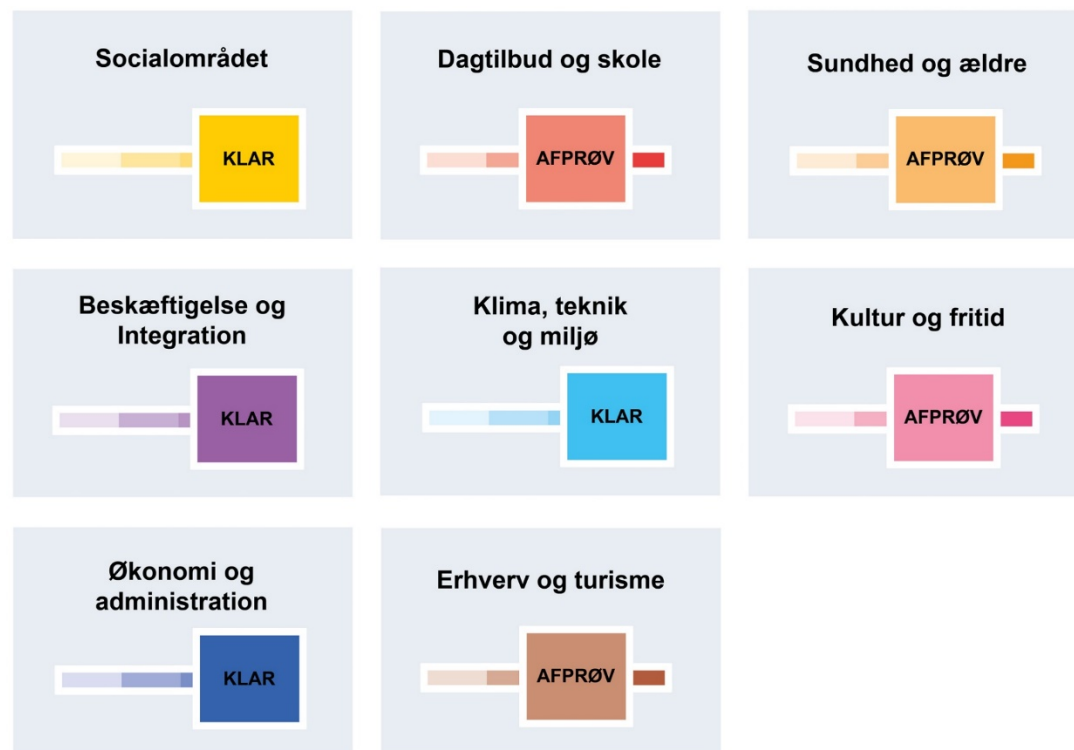 Socialområdet
KLAR
Dagtilbud og skole
AFPRØV
Sundhed og ældre
AFPRØV
Beskæftigelse og
Integration
KLAR
Klima, teknik
og miljø
KLAR
Kultur og fritid
AFPRØV
Økonomi og
administration
KLAR
Erhverv og turisme
AFPRØV